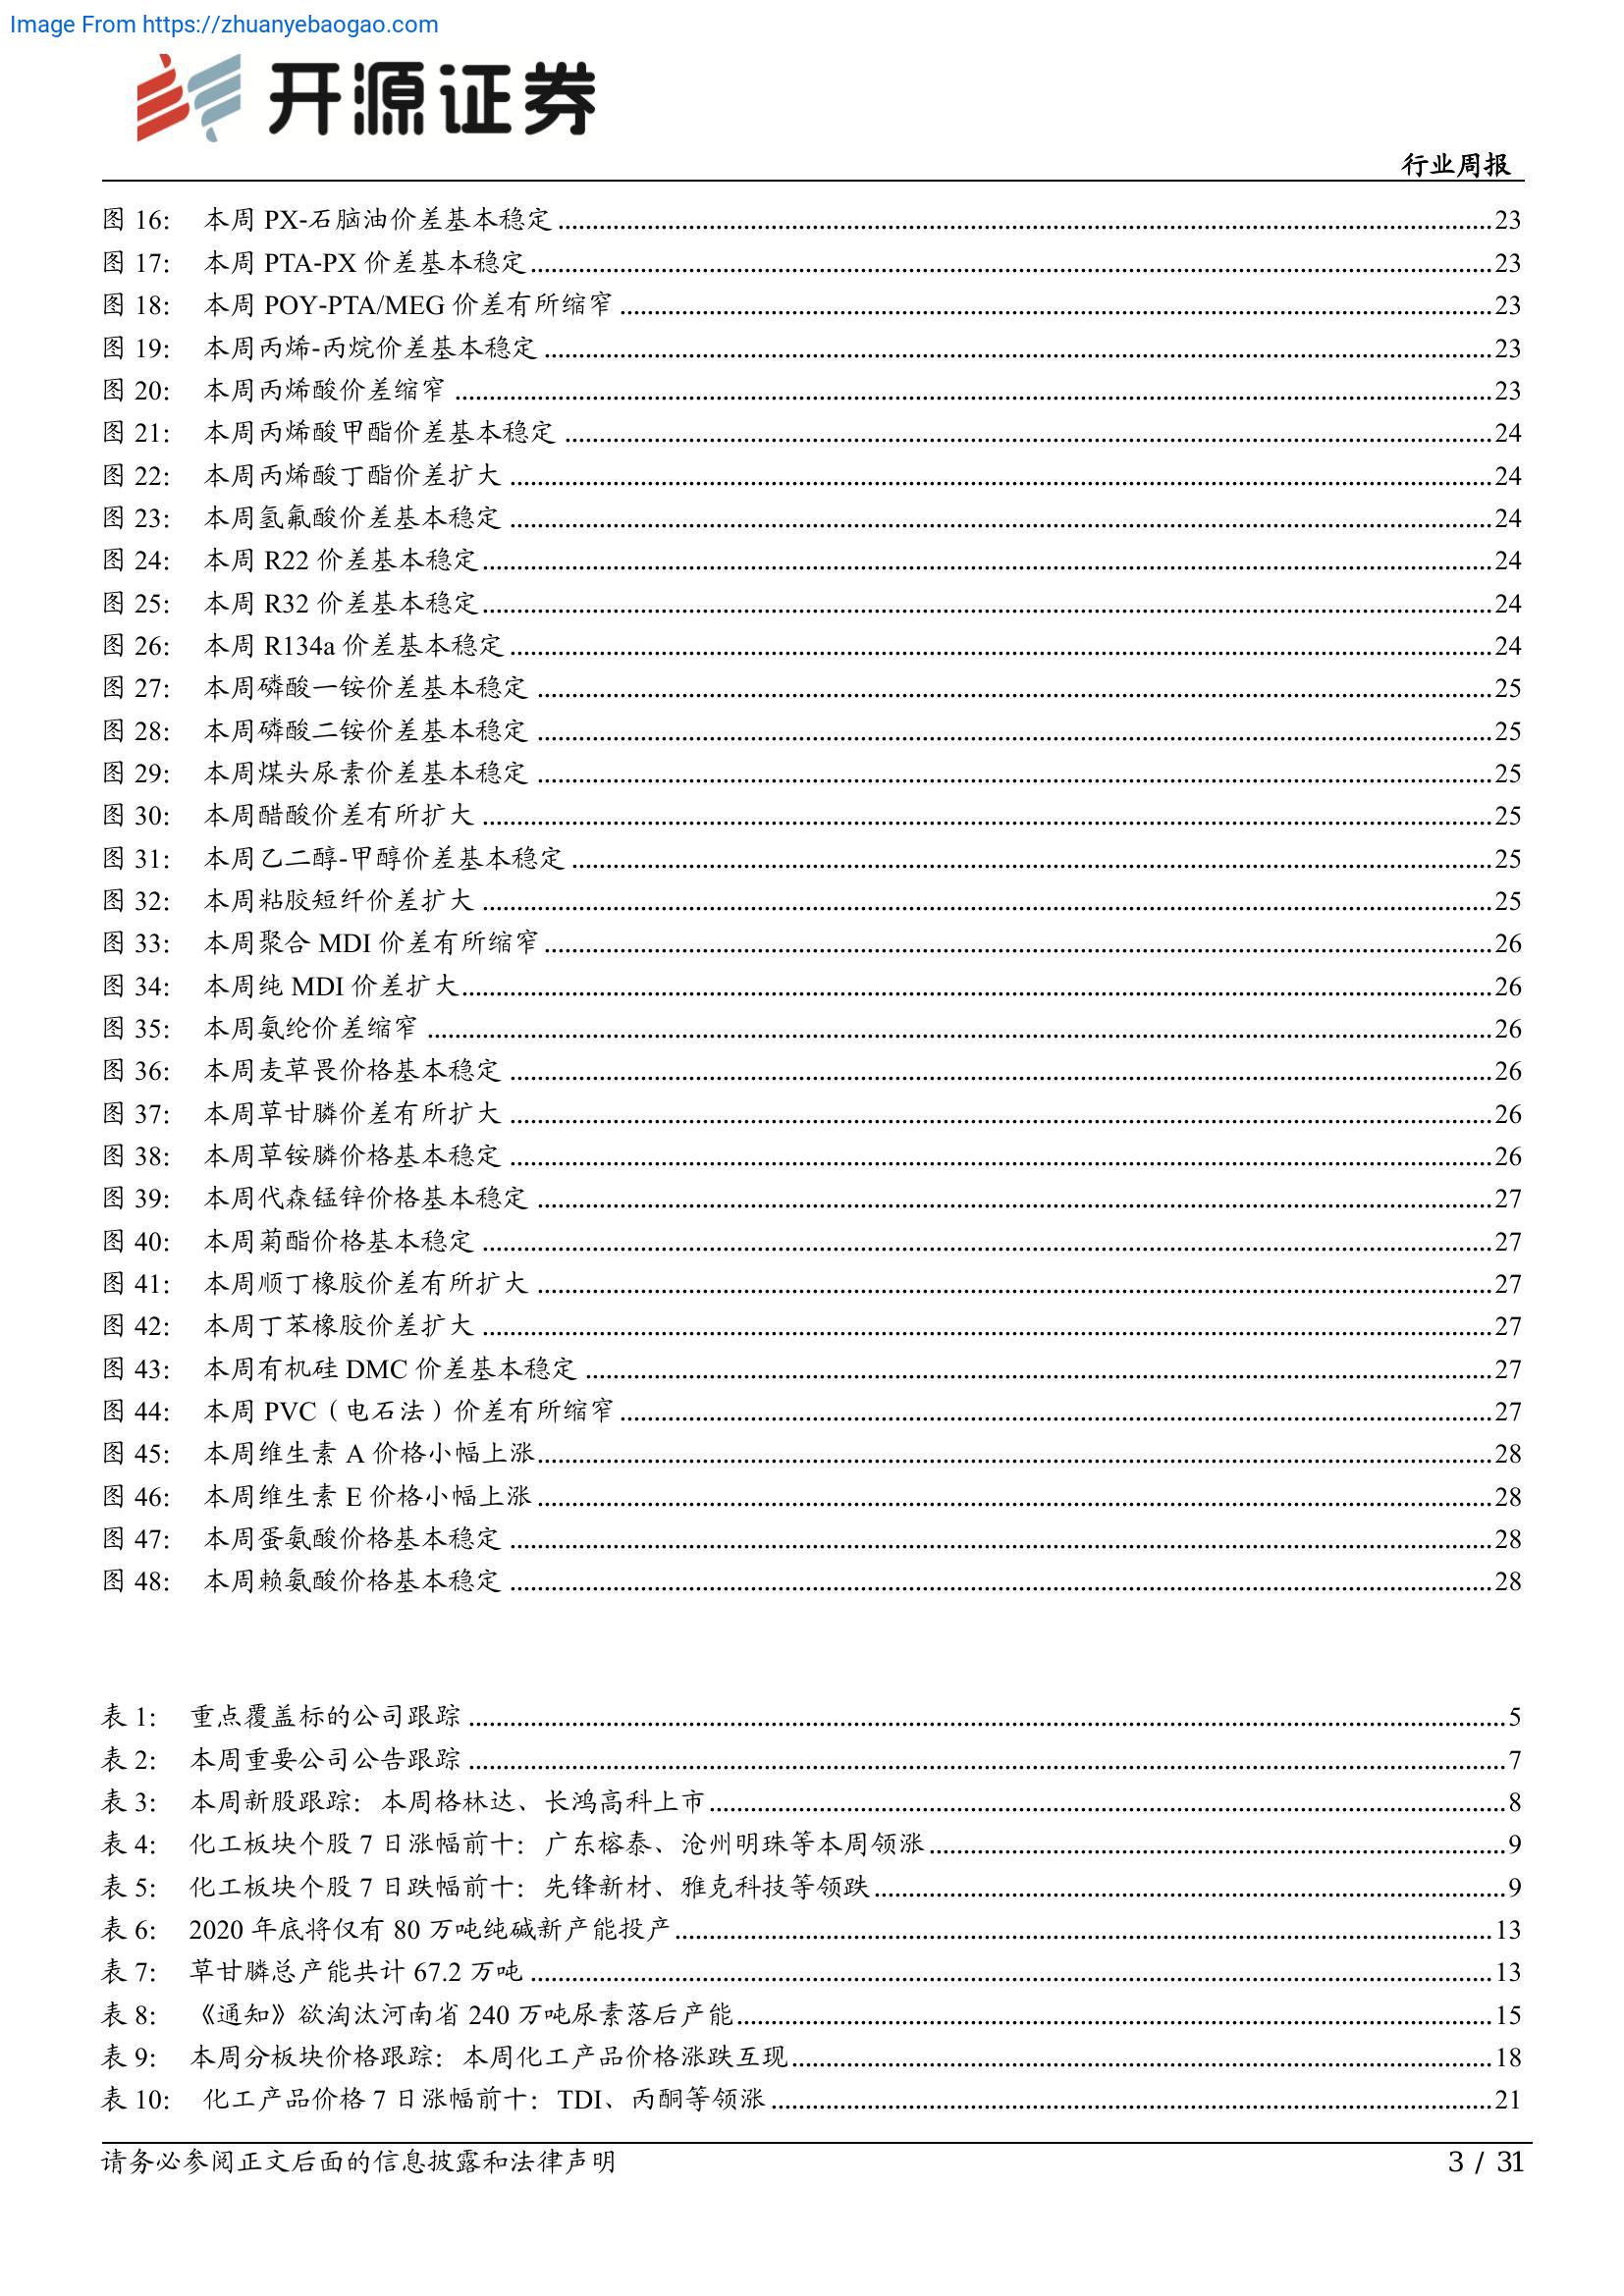 Image From https://zhuanyebaogao.com
开源证券
行业周报
图 16: 本周 PX-石脑油价差基本稳定 ........ 23
图 17: 本周 PTA-PX 价差基本稳定 ........ 23
图 18: 本周 POY-PTA/MEG 价差有所缩窄 ........ 23
图 19: 本周丙烯-丙烷价差基本稳定 ........ 23
图 20: 本周丙烯酸价差缩窄 ........ 23
图 21: 本周丙烯酸甲酯价差基本稳定 ........ 24
图 22: 本周丙烯酸丁酯价差扩大 ........ 24
图 23: 本周氢氟酸价差基本稳定 ........ 24
图 24: 本周 R22 价差基本稳定 ........ 24
图 25: 本周 R32 价差基本稳定 ........ 24
图 26: 本周 R134a 价差基本稳定 ........ 24
图 27: 本周磷酸一铵价差基本稳定 ........ 25
图 28: 本周磷酸二铵价差基本稳定 ........ 25
图 29: 本周煤头尿素价差基本稳定 ........ 25
图 30: 本周醋酸价差有所扩大 ........ 25
图 31: 本周乙二醇-甲醇价差基本稳定 ........ 25
图 32: 本周粘胶短纤价差扩大 ........ 25
图 33: 本周聚合 MDI 价差有所缩窄 ........ 26
图 34: 本周纯 MDI 价差扩大 ........ 26
图 35: 本周氨纶价差缩窄 ........ 26
图 36: 本周麦草畏价格基本稳定 ........ 26
图 37: 本周草甘膦价差有所扩大 ........ 26
图 38: 本周草铵膦价格基本稳定 ........ 26
图 39: 本周代森锰锌价格基本稳定 ........ 27
图 40: 本周菊酯价格基本稳定 ........ 27
图 41: 本周顺丁橡胶价差有所扩大 ........ 27
图 42: 本周丁苯橡胶价差扩大 ........ 27
图 43: 本周有机硅 DMC 价差基本稳定 ........ 27
图 44: 本周 PVC（电石法）价差有所缩窄 ........ 27
图 45: 本周维生素 A 价格小幅上涨 ........ 28
图 46: 本周维生素 E 价格小幅上涨 ........ 28
图 47: 本周蛋氨酸价格基本稳定 ........ 28
图 48: 本周赖氨酸价格基本稳定 ........ 28
表 1: 重点覆盖标的公司跟踪 ........ 5
表 2: 本周重要公司公告跟踪 ........ 7
表 3: 本周新股跟踪：本周格林达、长鸿高科上市 ........ 8
表 4: 化工板块个股 7 日涨幅前十：广东榕泰、沧州明珠等本周领涨 ........ 9
表 5: 化工板块个股 7 日跌幅前十：先锋新材、雅克科技等领跌 ........ 9
表 6: 2020 年底将仅有 80 万吨纯碱新产能投产 ........ 13
表 7: 草甘膦总产能共计 67.2 万吨 ........ 13
表 8: 《通知》欲淘汰河南省 240 万吨尿素落后产能 ........ 15
表 9: 本周分板块价格跟踪：本周化工产品价格涨跌互现 ........ 18
表 10: 化工产品价格 7 日涨幅前十：TDI、丙酮等领涨 ........ 21
请务必参阅正文后面的信息披露和法律声明
3 / 31